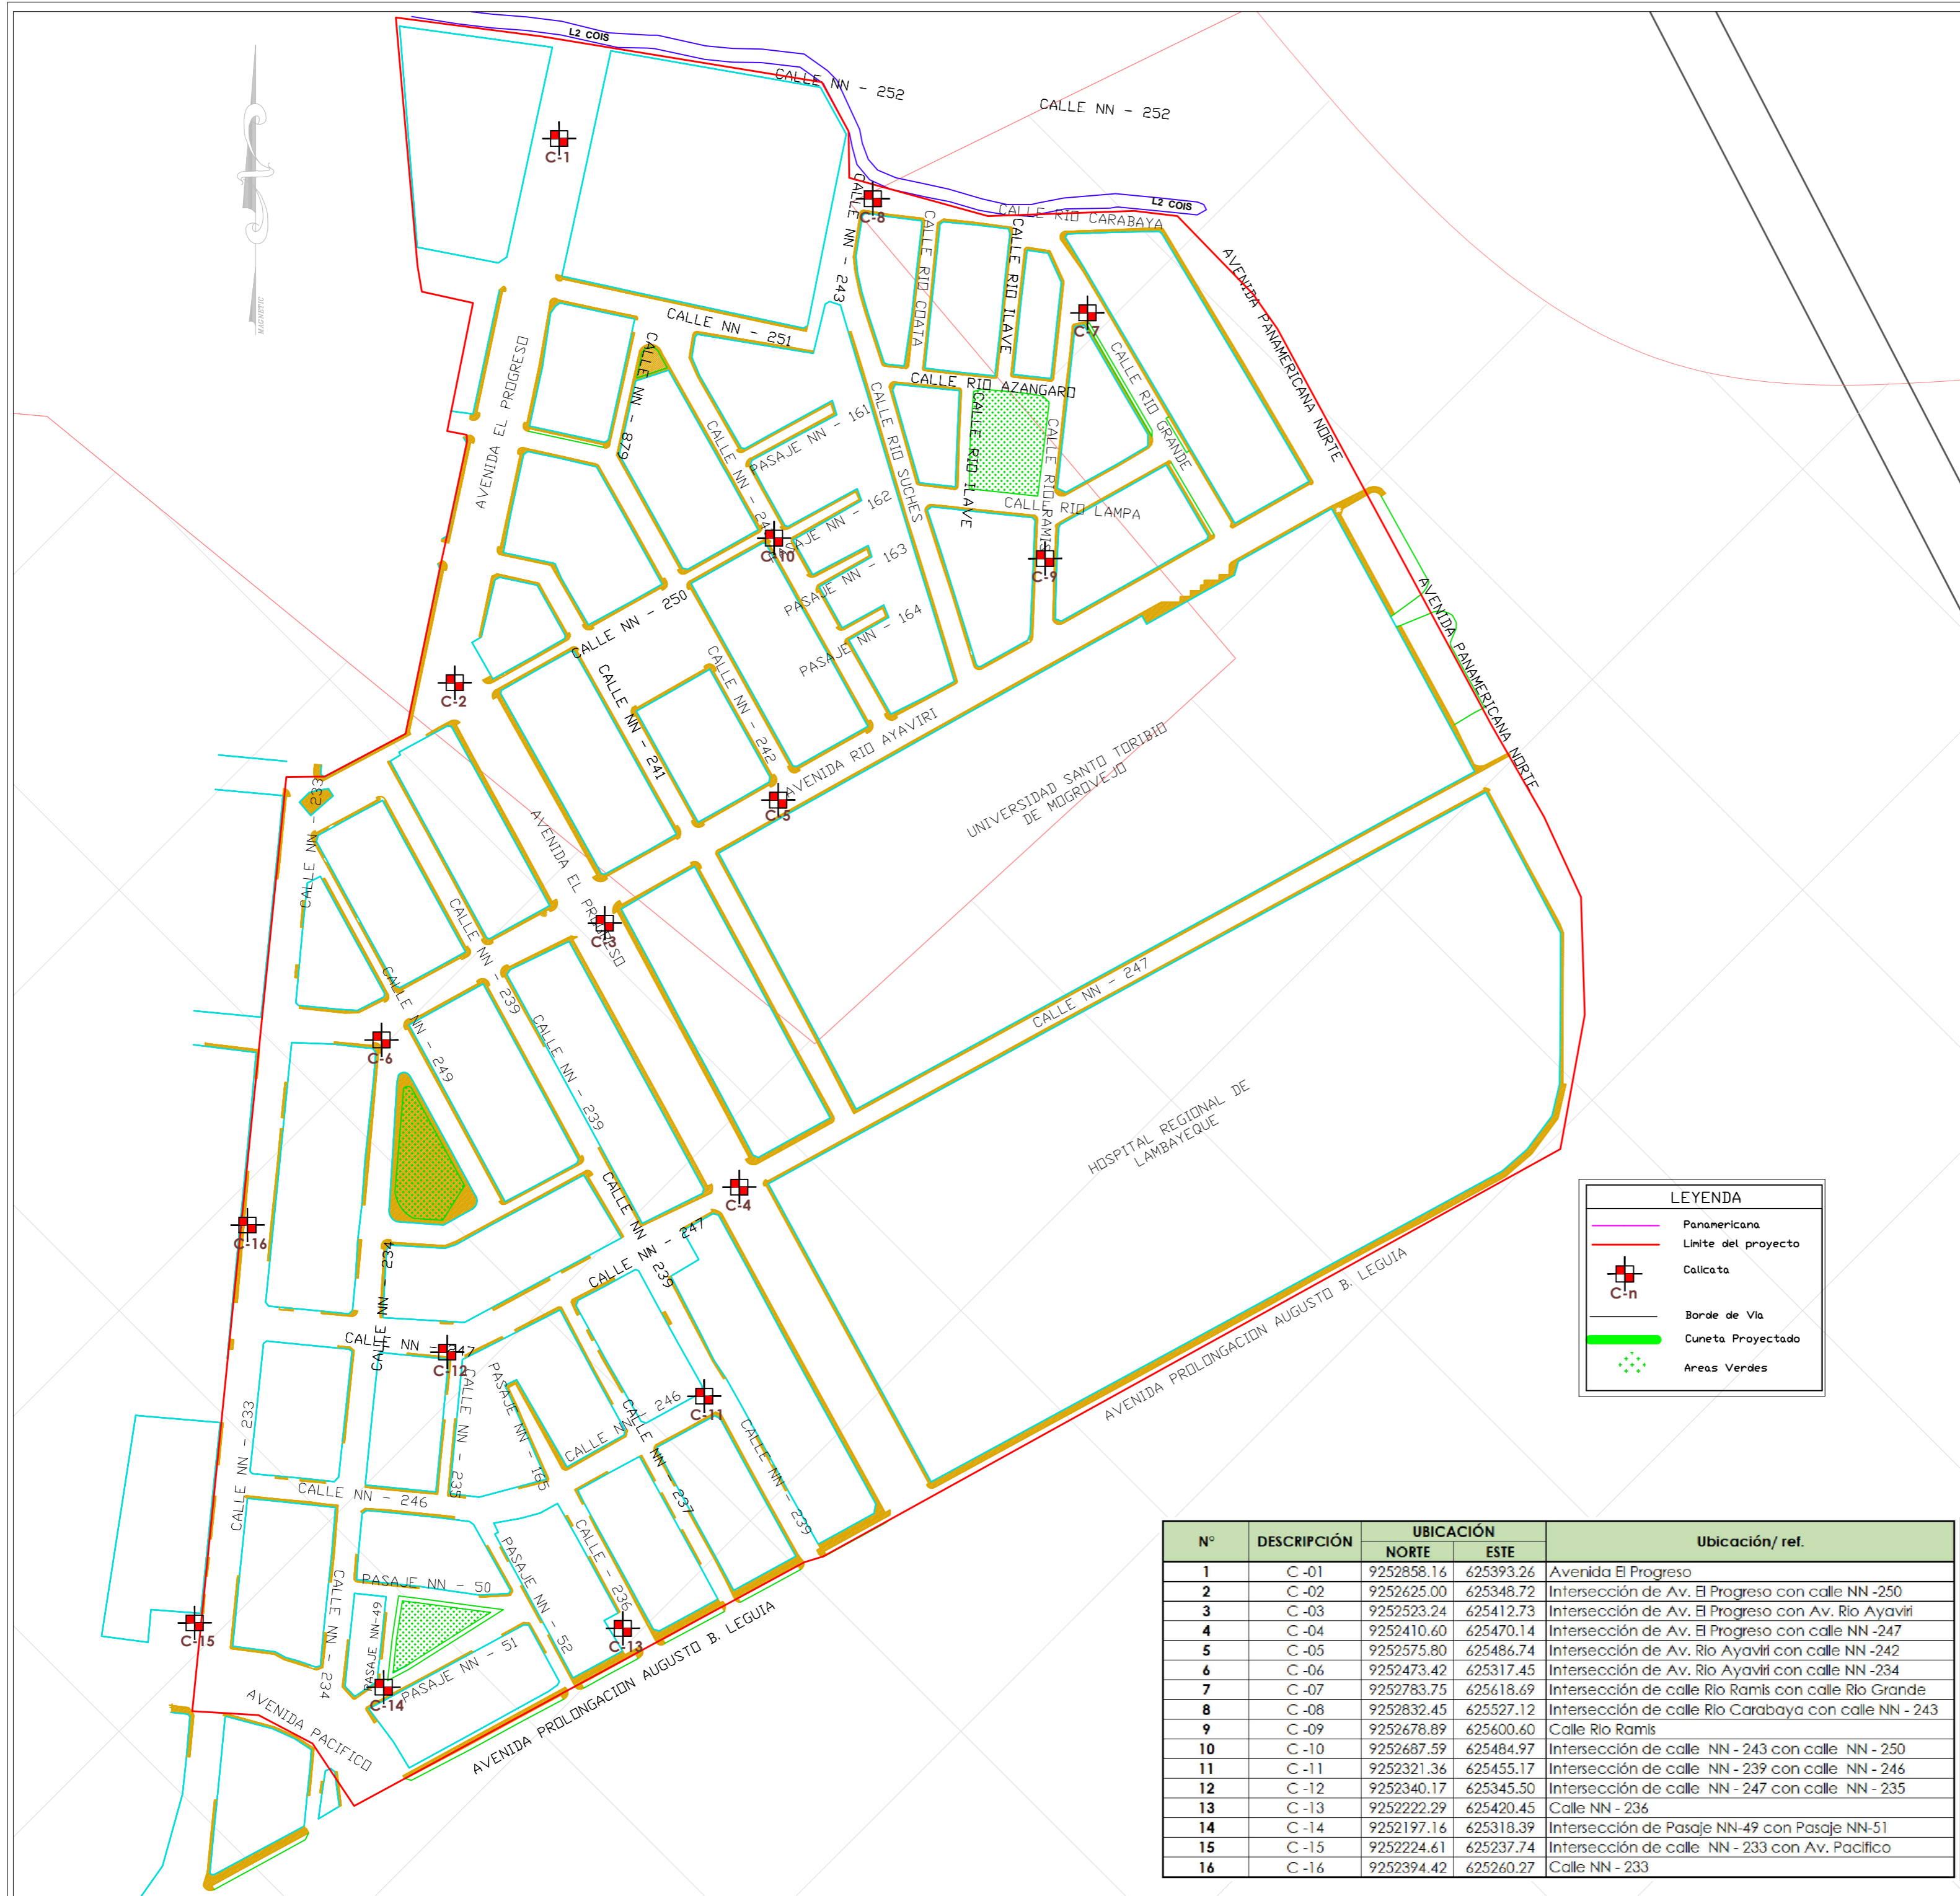 L2 COIS
CALLE NN - 252
CALLE NN - 252
C-1
MAGNETIC
C-8
CALLE NN - 243
CALLE RIO CARABAYA
L2 COIS
CALLE RIO COATA
CALLE RIO ILAVE
C-7
AVENIDA PANAMERICANA NORTE
CALLE NN - 251
CALLE NN - 879
AVENIDA EL PROGRESO
CALLE RIO AZANGARO
CALLE RIO GRANDE
CALLE RIO SUCHES
CALLE RIO ILAVE
CALLE RIO RAMIS
CALLE NN - 24
PASAJE NN - 161
PASAJE NN - 162
CALLE RIO LAMPA
C-10
C-9
PASAJE NN - 163
PASAJE NN - 164
CALLE NN - 250
AVENIDA PANAMERICANA NORTE
C-2
CALLE NN - 241
CALLE NN - 242
AVENIDA RIO AYAVIRI
C-5
UNIVERSIDAD SANTO TORIBIO
DE MOGROVEJO
CALLE NN - 233
AVENIDA EL PROGRESO
C-3
CALLE NN - 239
CALLE NN - 249
CALLE NN - 239
C-6
CALLE NN - 247
HOSPITAL REGIONAL DE
LAMBAYEQUE
C-4
CALLE NN - 239
CALLE NN - 247
C-16
CALLE NN - 234
CALLE NN - 247
C-12
CALLE NN - 235
PASAJE NN - 165
CALLE NN - 246
C-11
CALLE NN - 237
CALLE NN - 239
CALLE NN - 233
CALLE NN - 246
AVENIDA PROLONGACION AUGUSTO B. LEGUIA
LEYENDA
Panamericana
Limite del proyecto
Calicata
C-n
Borde de Vía
Cuneta Proyectado
Areas Verdes
PASAJE NN - 50
PASAJE NN - 52
CALLE - 236
CALLE NN - 234
PASAJE NN-49
PASAJE NN - 51
C-15
C-14
C-13
AVENIDA PACIFICO
AVENIDA PROLONGACION AUGUSTO B. LEGUIA
N° DESCRIPCIÓN UBICACIÓN Ubicación/ ref.
NORTE ESTE
1 C -01 9252858.16 625393.26 Avenida El Progreso
2 C -02 9252625.00 625348.72 Intersección de Av. El Progreso con calle NN -250
3 C -03 9252523.24 625412.73 Intersección de Av. El Progreso con Av. Rio Ayaviri
4 C -04 9252410.60 625470.14 Intersección de Av. El Progreso con calle NN -247
5 C -05 9252575.80 625486.74 Intersección de Av. Rio Ayaviri con calle NN -242
6 C -06 9252473.42 625317.45 Intersección de Av. Rio Ayaviri con calle NN -234
7 C -07 9252783.75 625618.69 Intersección de calle Rio Ramis con calle Rio Grande
8 C -08 9252832.45 625527.12 Intersección de calle Rio Carabaya con calle NN - 243
9 C -09 9252678.89 625600.60 Calle Rio Ramis
10 C -10 9252687.59 625484.97 Intersección de calle NN - 243 con calle NN - 250
11 C -11 9252321.36 625455.17 Intersección de calle NN - 239 con calle NN - 246
12 C -12 9252340.17 625345.50 Intersección de calle NN - 247 con calle NN - 235
13 C -13 9252222.29 625420.45 Calle NN - 236
14 C -14 9252197.16 625318.39 Intersección de Pasaje NN-49 con Pasaje NN-51
15 C -15 9252224.61 625237.74 Intersección de calle NN - 233 con Av. Pacifico
16 C -16 9252394.42 625260.27 Calle NN - 233